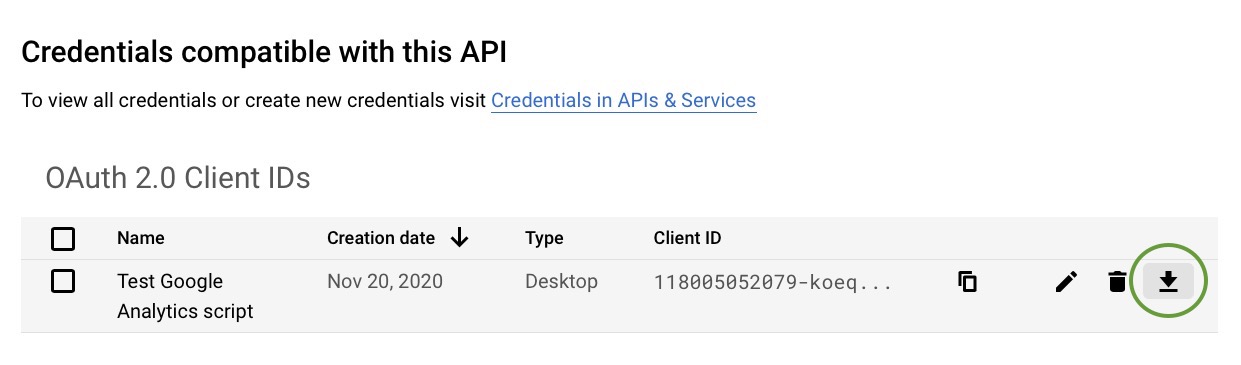 Credentials compatible with this API
To view all credentials or create new credentials visit Credentials in APIs & Services
OAuth 2.0 Client IDs
Name Creation date Type Client ID
Test Google Nov 20, 2020 Desktop 118005052079-koeq...
Analytics script